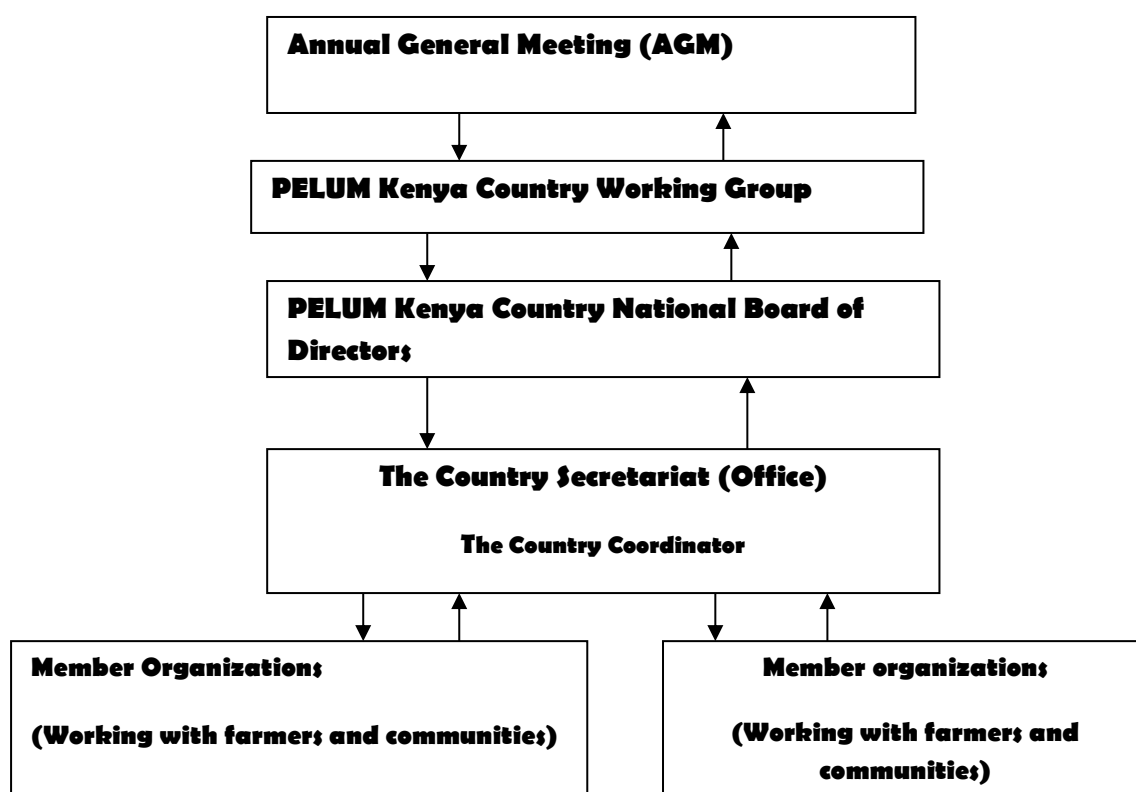 Annual General Meeting (AGM)
PELUM Kenya Country Working Group
PELUM Kenya Country National Board of
Directors
The Country Secretariat (Office)
The Country Coordinator
Member Organizations
(Working with farmers and communities)
Member organizations
(Working with farmers and
communities)